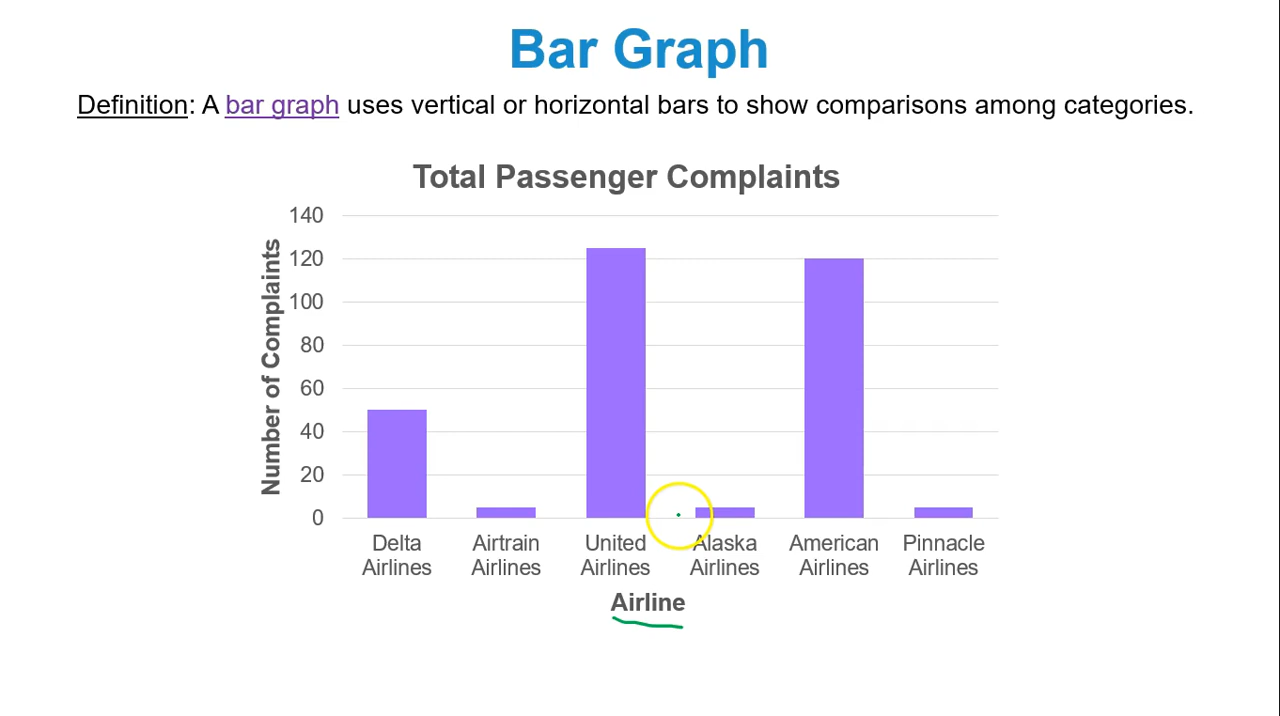 Bar Graph
Definition: A bar graph uses vertical or horizontal bars to show comparisons among categories.
Total Passenger Complaints
Number of Complaints
140
120
100
80
60
40
20
0
Delta Airlines
Airtrain Airlines
United Airlines
Alaska Airlines
American Airlines
Pinnacle Airlines
Airline